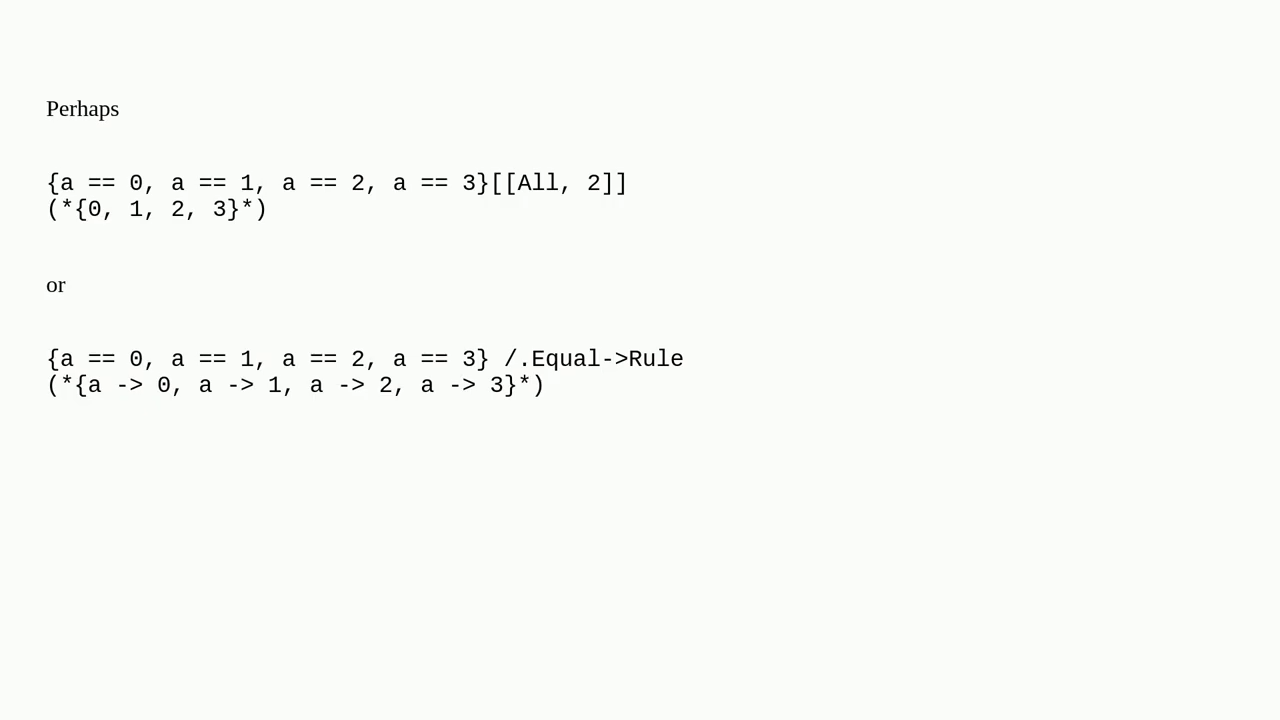 Perhaps
{a == 0, a == 1, a == 2, a == 3}[[All, 2]]
(*{0, 1, 2, 3}*)
or
{a == 0, a == 1, a == 2, a == 3} /.Equal->Rule
(*{a -> 0, a -> 1, a -> 2, a -> 3}*)